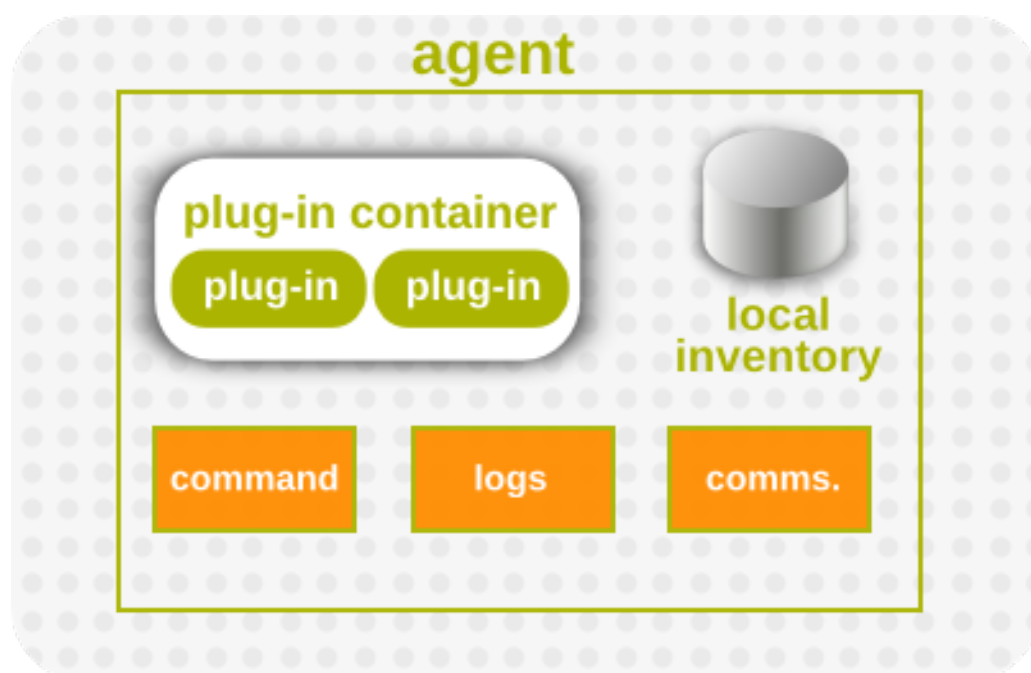 agent
plug-in container
plug-in plug-in
local
inventory
command logs comms.